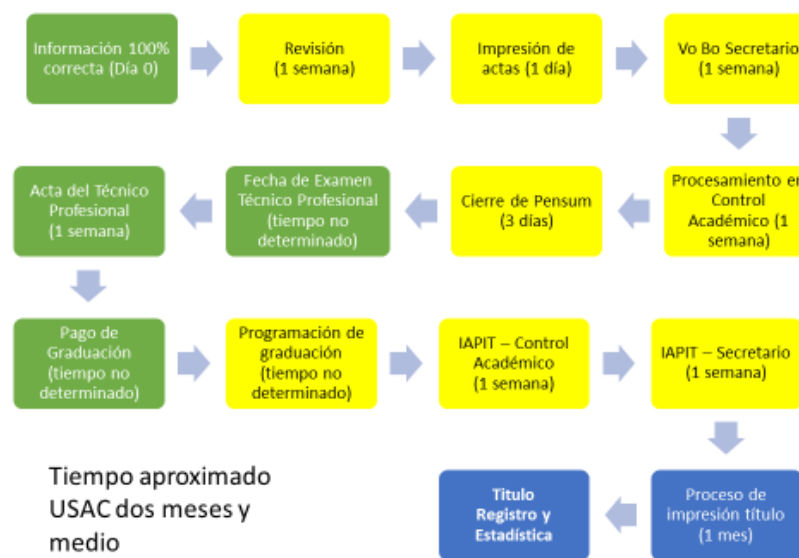 Información 100%
correcta (Día 0)
Revisión
(1 semana)
Impresión de
actas (1 día)
Vo Bo Secretario
(1 semana)
Procesamiento en
Control
Académico (1
semana)
Cierre de Pensum
(3 días)
Fecha de Examen
Técnico Profesional
(tiempo no
determinado)
Acta del Técnico
Profesional
(1 semana)
Pago de
Graduación
(tiempo no
determinado)
Programación de
graduación
(tiempo no
determinado)
IAPIT – Control
Académico
(1 semana)
IAPIT – Secretario
(1 semana)
Proceso de
impresión título
(1 mes)
Titulo
Registro y
Estadística
Tiempo aproximado
USAC dos meses y
medio